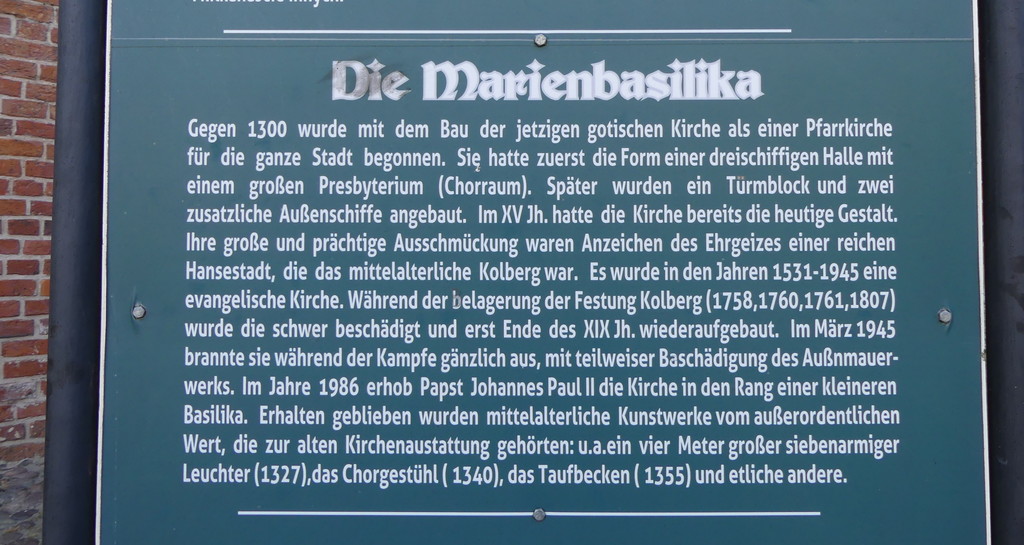 Die Marienbasilika
Gegen 1300 wurde mit dem Bau der jetzigen gotischen Kirche als einer Pfarrkirche
für die ganze Stadt begonnen. Sie hatte zuerst die Form einer dreischiffigen Halle mit
einem großen Presbyterium (Chorraum). Später wurden ein Türmblock und zwei
zusatzliche Außenschiffe angebaut. Im XV Jh. hatte die Kirche bereits die heutige Gestalt.
Ihre große und prächtige Ausschmückung waren Anzeichen des Ehrgeizes einer reichen
Hansestadt, die das mittelalterliche Kolberg war. Es wurde in den Jahren 1531-1945 eine
evangelische Kirche. Während der belagerung der Festung Kolberg (1758,1760,1761,1807)
wurde die schwer beschädigt und erst Ende des XIX Jh. wiederaufgebaut. Im März 1945
brannte sie während der Kampfe gänzlich aus, mit teilweiser Baschädigung des Außnmauer-
werks. Im Jahre 1986 erhob Papst Johannes Paul II die Kirche in den Rang einer kleineren
Basilika. Erhalten geblieben wurden mittelalterliche Kunstwerke vom außerordentlichen
Wert, die zur alten Kirchenaustattung gehörten: u.a.ein vier Meter großer siebenarmiger
Leuchter (1327),das Chorgestühl ( 1340), das Taufbecken ( 1355) und etliche andere.